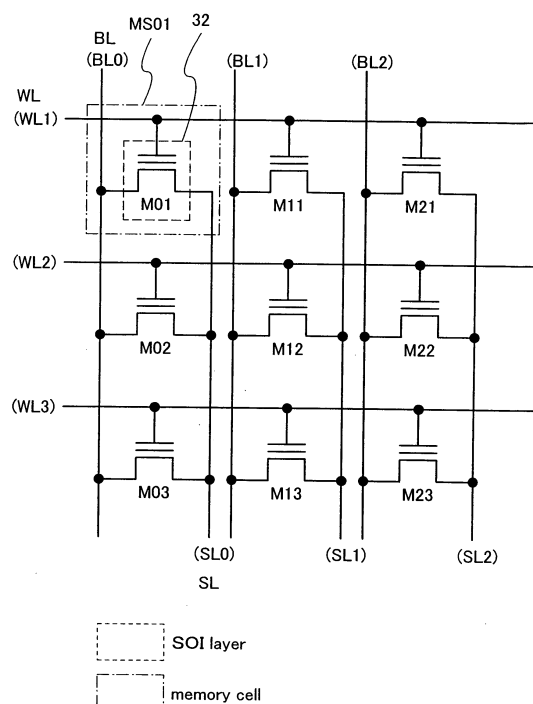 MS01 32
BL
(BL0) (BL1) (BL2)
WL
(WL1)
M01 M11 M21
(WL2)
M02 M12 M22
(WL3)
M03 M13 M23
(SL0) (SL1) (SL2)
SL
SOI layer
memory cell